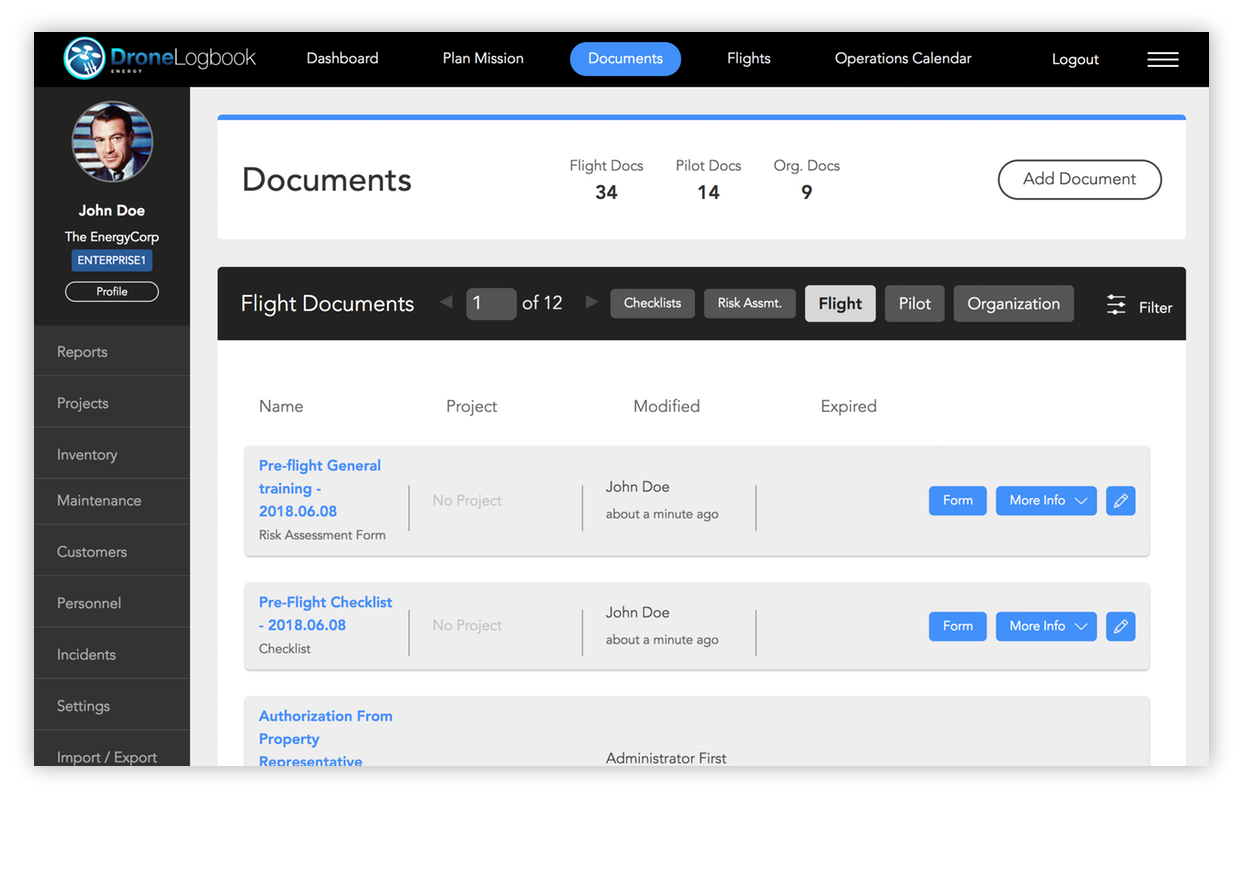 DroneLogbook
ENERGY
Dashboard
Plan Mission
Documents
Flights
Operations Calendar
Logout
John Doe
The EnergyCorp
ENTERPRISE1
Profile
Reports
Projects
Inventory
Maintenance
Customers
Personnel
Incidents
Settings
Import / Export
Documents
Flight Docs
34
Pilot Docs
14
Org. Docs
9
Add Document
Flight Documents
1 of 12
Checklists
Risk Assmt.
Flight
Pilot
Organization
Filter
Name
Project
Modified
Expired
Pre-flight General
training -
2018.06.08
Risk Assessment Form
No Project
John Doe
about a minute ago
Form
More Info
Pre-Flight Checklist
- 2018.06.08
Checklist
No Project
John Doe
about a minute ago
Form
More Info
Authorization From
Property
Representative
Administrator First